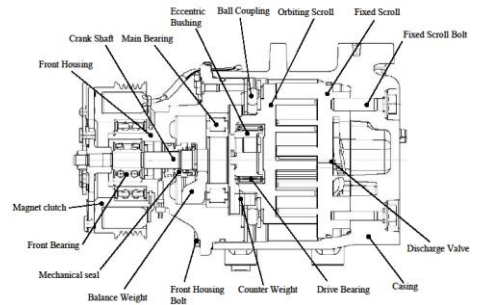 Eccentric
Bushing
Ball Coupling
Orbiting Scroll
Fixed Scroll
Crank Shaft
Main Bearing
Fixed Scroll Bolt
Front Housing
Magnet clutch
Front Bearing
Mechanical seal
Balance Weight
Front Housing
Bolt
Counter Weight
Drive Bearing
Casing
Discharge Valve